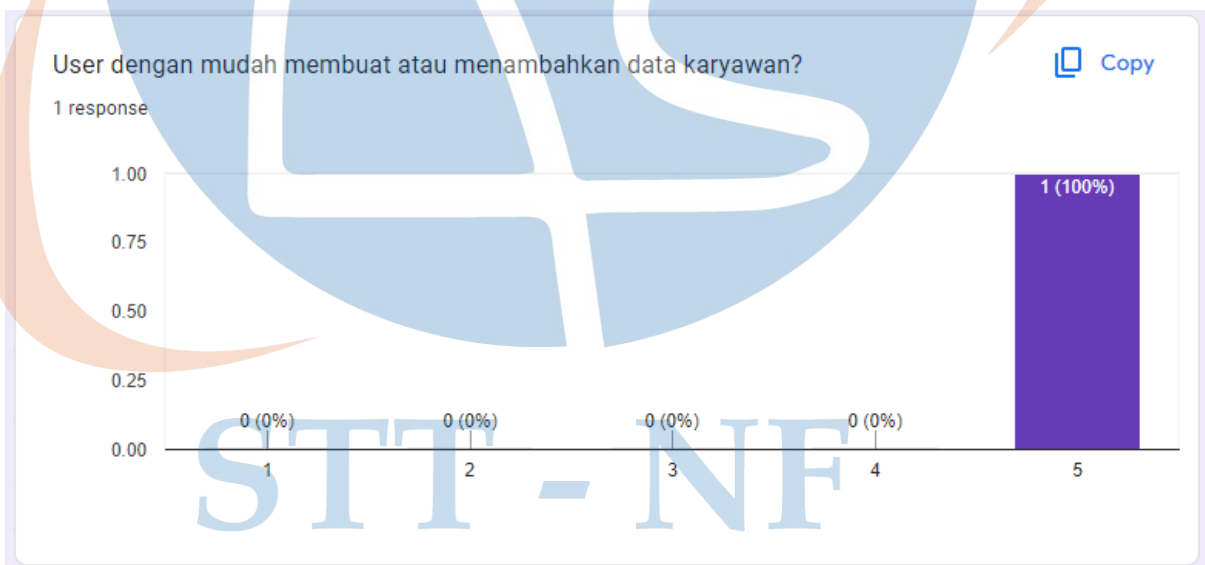 User dengan mudah membuat atau menambahkan data karyawan?
Copy
1 response
1.00
1 (100%)
0.75
0.50
0.25
0 (0%) 0 (0%) 0 (0%) 0 (0%)
0.00
1 2 3 4 5
STT - NF